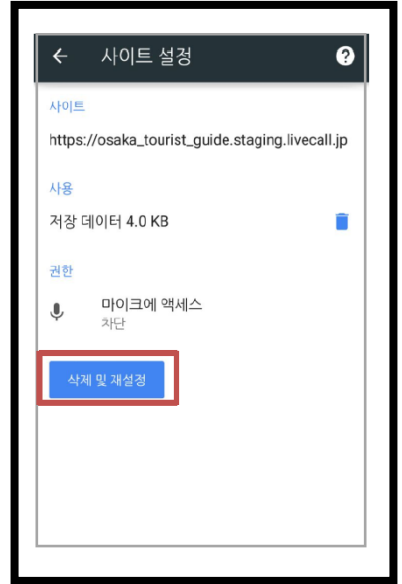 사이트 설정
사이트
https://osaka_tourist_guide.staging.livecall.jp
사용
저장 데이터 4.0 KB
권한
마이크에 액세스
차단
삭제 및 재설정